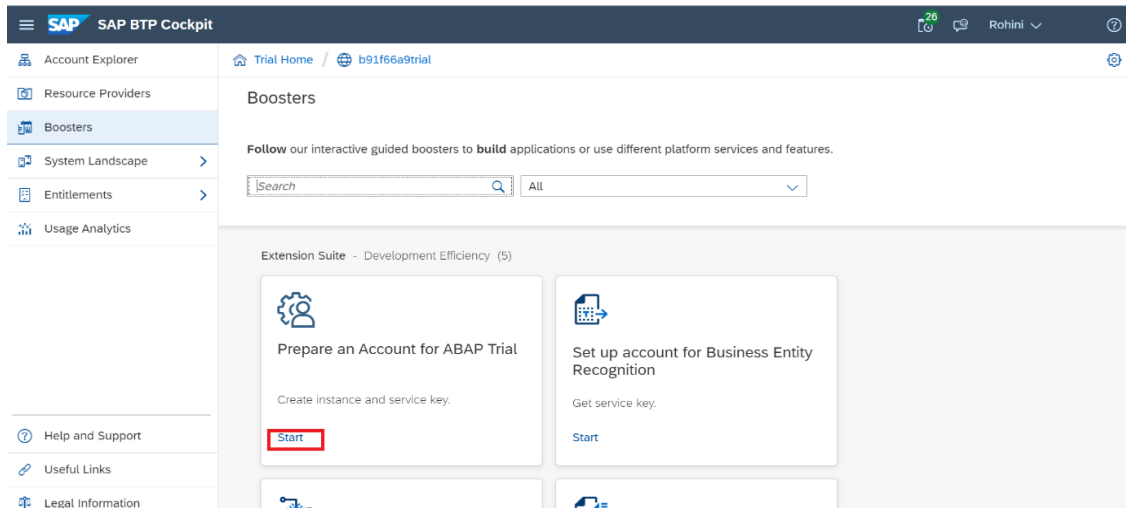 SAP SAP BTP Cockpit
26
Rohini
Account Explorer
Resource Providers
Boosters
System Landscape
Entitlements
Usage Analytics
Help and Support
Useful Links
Legal Information
Trial Home / b91f66a9trial
Boosters
Follow our interactive guided boosters to build applications or use different platform services and features.
Search
All
Extension Suite - Development Efficiency (5)
Prepare an Account for ABAP Trial
Create instance and service key.
Start
Set up account for Business Entity
Recognition
Get service key.
Start